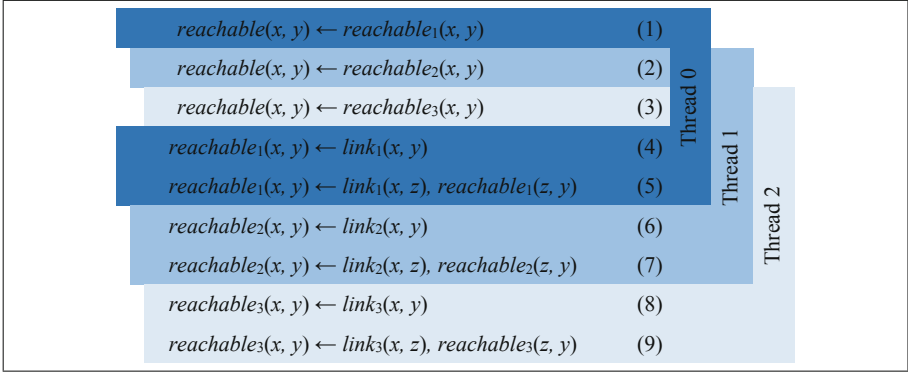 reachable(x, y) ← reachable₁(x, y) (1)
reachable(x, y) ← reachable₂(x, y) (2)
reachable(x, y) ← reachable₃(x, y) (3)
reachable₁(x, y) ← link₁(x, y) (4)
reachable₁(x, y) ← link₁(x, z), reachable₁(z, y) (5)
reachable₂(x, y) ← link₂(x, y) (6)
reachable₂(x, y) ← link₂(x, z), reachable₂(z, y) (7)
reachable₃(x, y) ← link₃(x, y) (8)
reachable₃(x, y) ← link₃(x, z), reachable₃(z, y) (9)
Thread 0
Thread 1
Thread 2